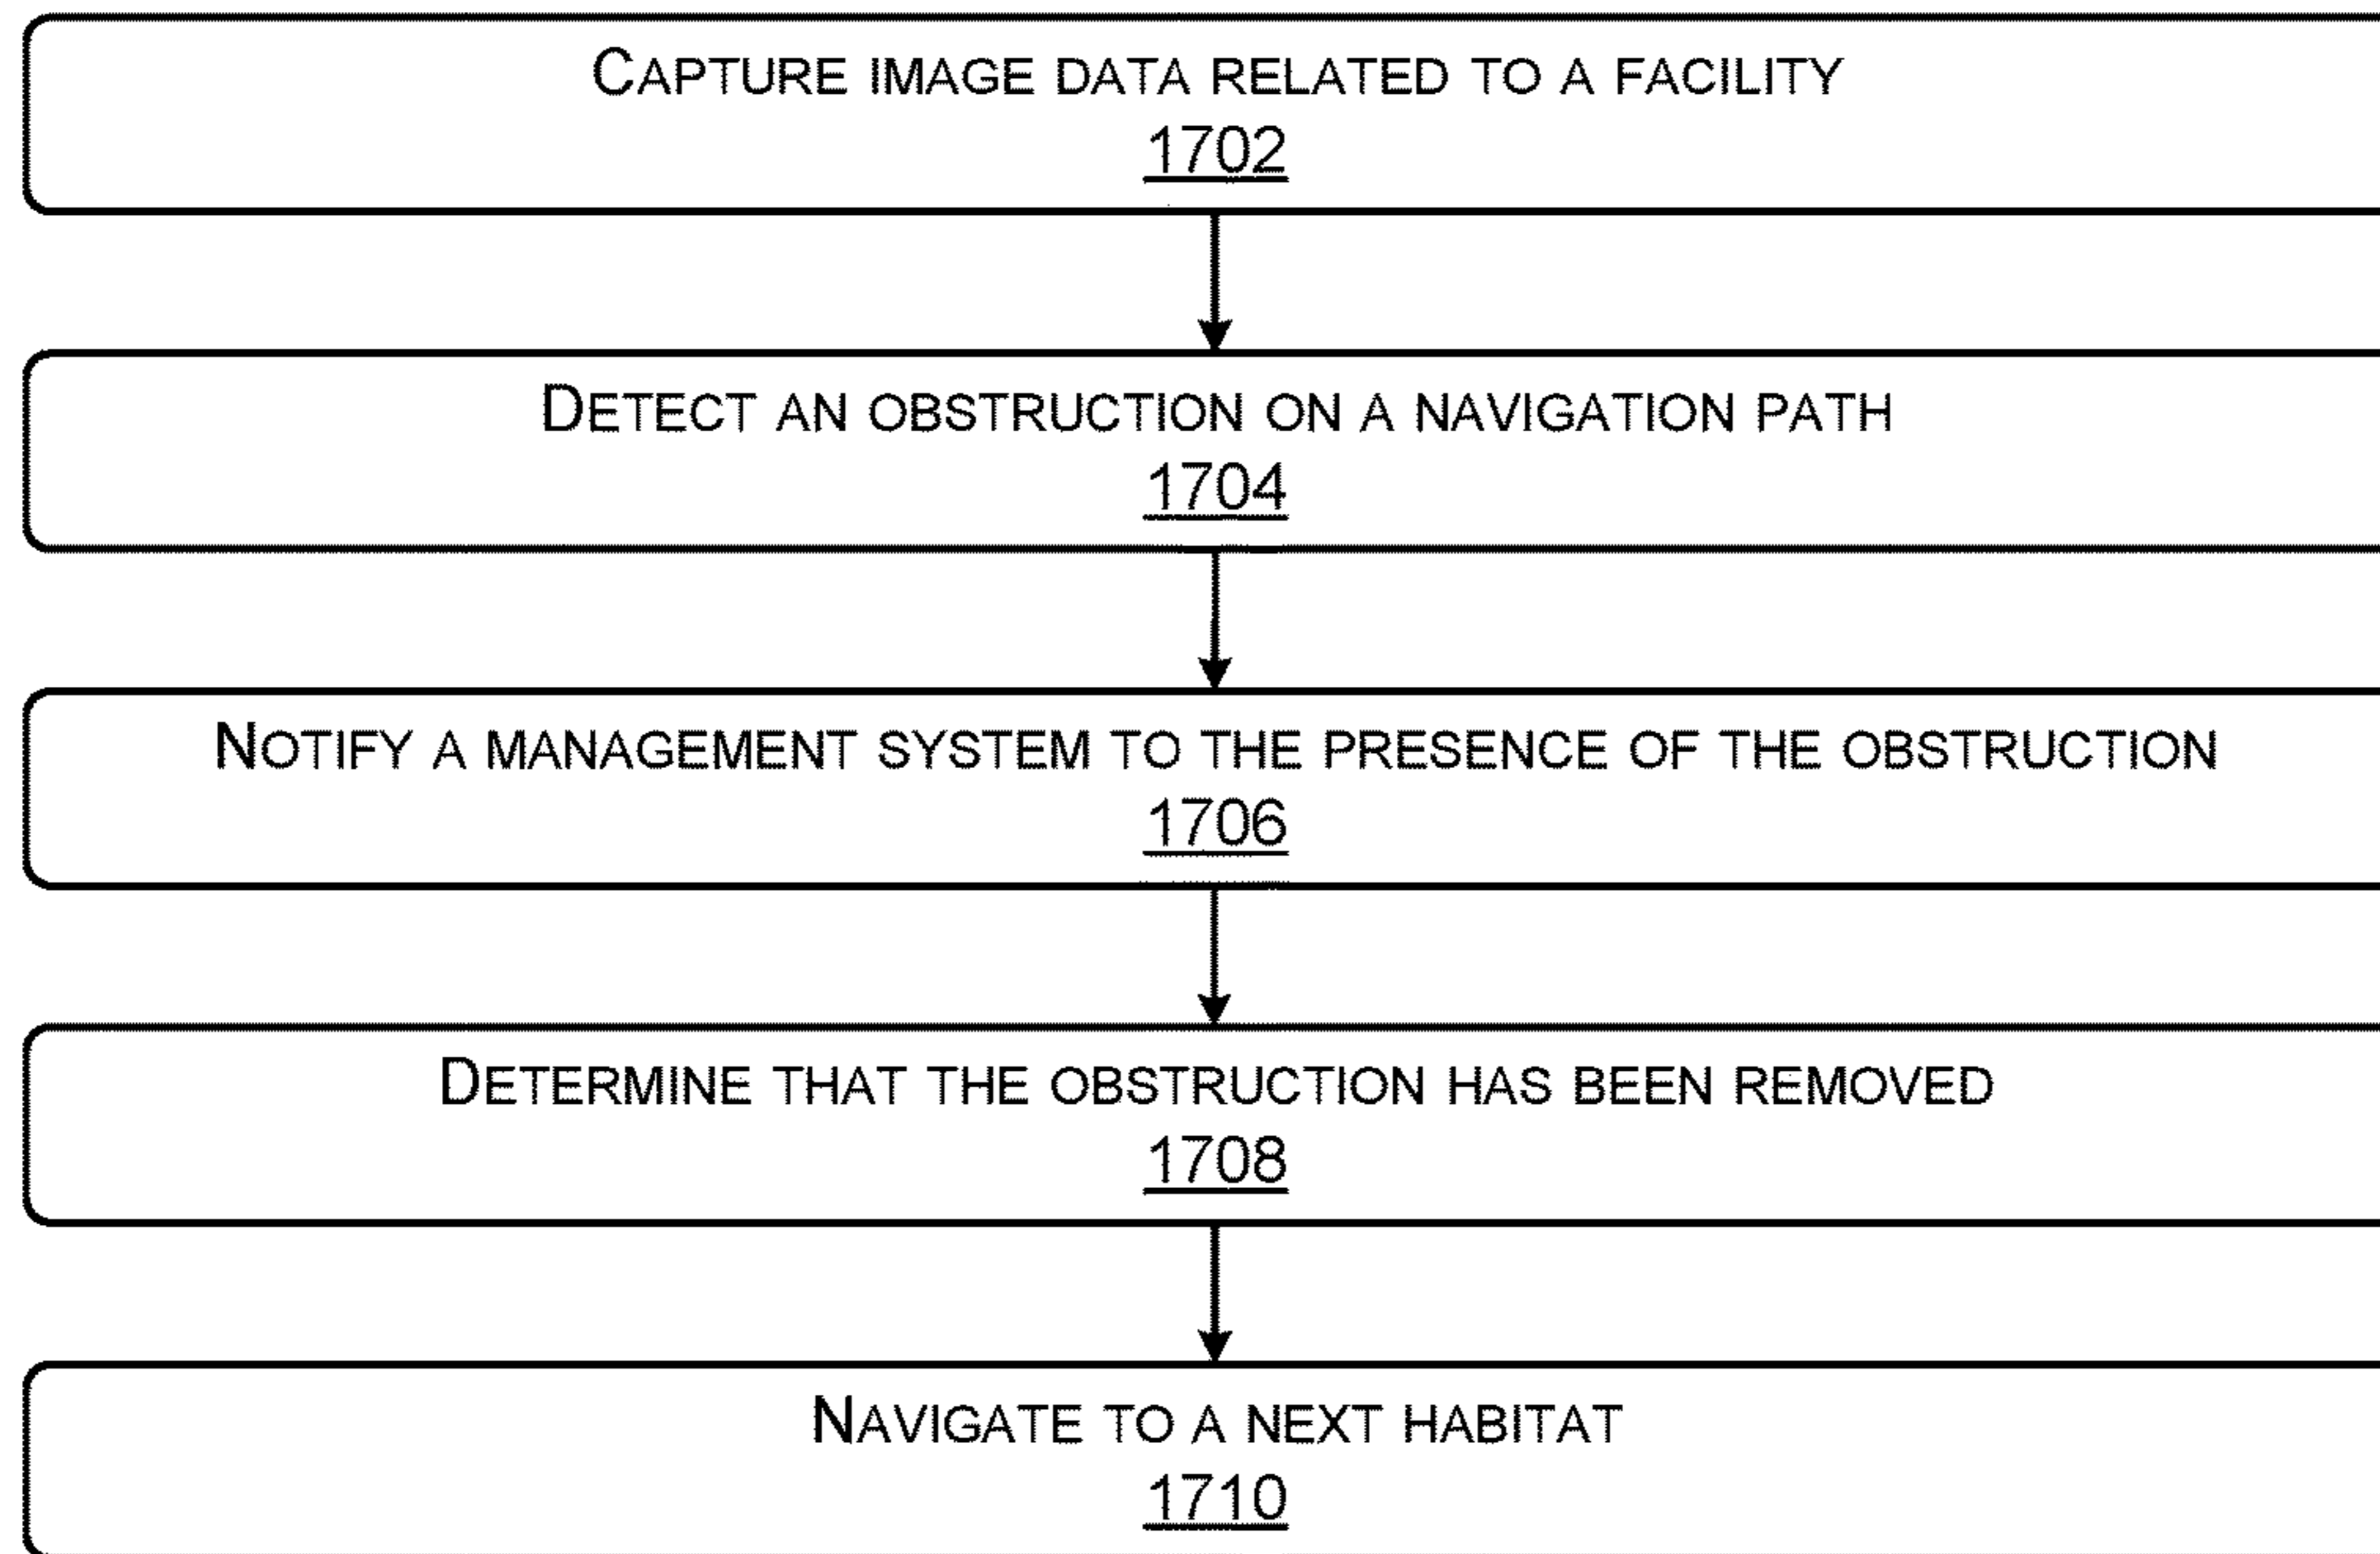 CAPTURE IMAGE DATA RELATED TO A FACILITY
1702
DETECT AN OBSTRUCTION ON A NAVIGATION PATH
1704
NOTIFY A MANAGEMENT SYSTEM TO THE PRESENCE OF THE OBSTRUCTION
1706
DETERMINE THAT THE OBSTRUCTION HAS BEEN REMOVED
1708
NAVIGATE TO A NEXT HABITAT
1710